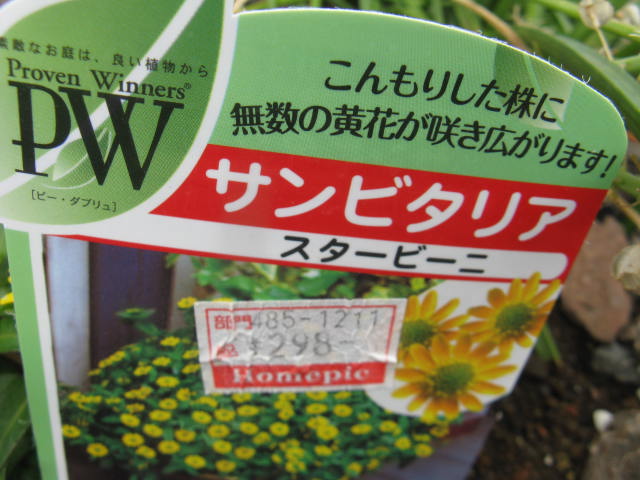 素敵なお庭は、良い植物から
Proven Winners®
PW
[ピー・ダブリュ]
こんもりした株に
無数の黄花が咲き広がります!
サンビタリア
スタービーニ
部門485-1211
¥298-
Homepic